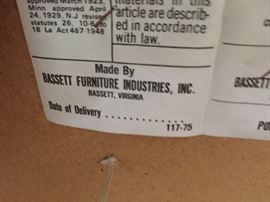 approved March 1923,
Minn approved April
24, 1929. N.J revised
statutes 26, 10-6 to
18 La Act 467 1948
materials in this
article are describ-
ed in accordance
with law.
Made By
BASSETT FURNITURE INDUSTRIES, INC.
BASSETT, VIRGINIA
Date of Delivery ............
117-75
BASSETT